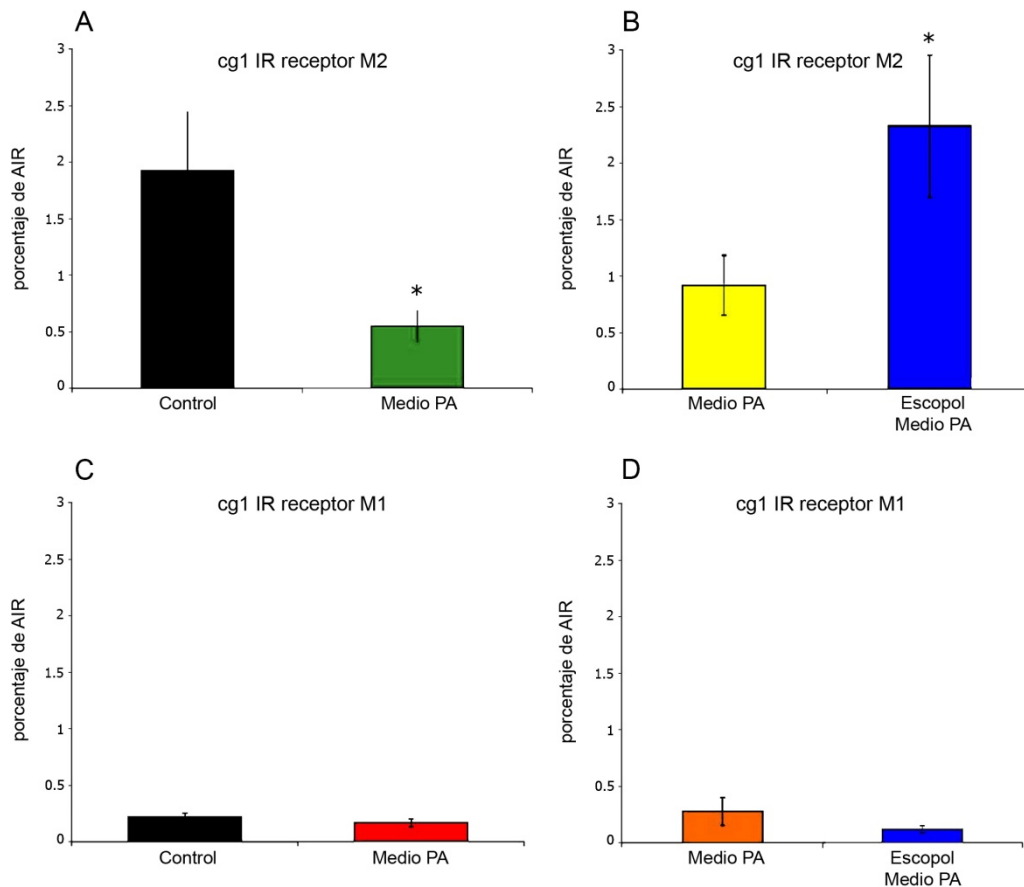 A
cg1 IR receptor M2
porcentaje de AIR
3
2.5
2
1.5
1
0.5
0
*
Control
Medio PA
B
cg1 IR receptor M2
porcentaje de AIR
3
2.5
2
1.5
1
0.5
0
*
Medio PA
Escopol
Medio PA
C
cg1 IR receptor M1
porcentaje de AIR
3
2.5
2
1.5
1
0.5
0
Control
Medio PA
D
cg1 IR receptor M1
porcentaje de AIR
3
2.5
2
1.5
1
0.5
0
Medio PA
Escopol
Medio PA